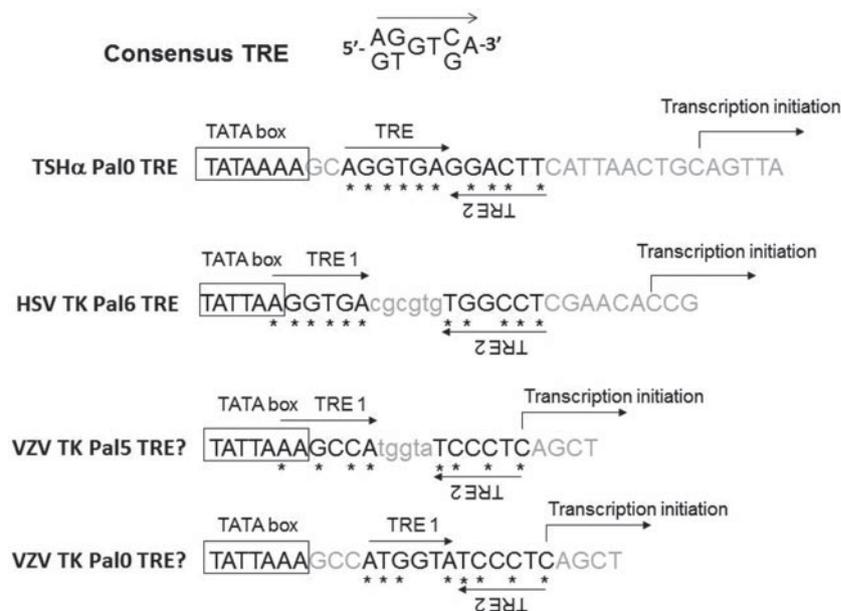 Consensus TRE 5'-AGGTCA-3'
GT G
Transcription initiation
TATA box TRE
TSHα Pal0 TRE TATAAAAGCAGGTGAGGACTTCATTAACTGCAGTTA
* * * * * * * * * *
TRE2
Transcription initiation
TATA box TRE 1
HSV TK Pal6 TRE TATTAAGGTGAcgcgtgTGGCCTCGAACACCG
* * * * * * * * * * *
TRE2
Transcription initiation
TATA box TRE 1
VZV TK Pal5 TRE? TATTAAAGCCAtggtaTCCCTCAGCT
* * * * * * * *
TRE2
Transcription initiation
TATA box TRE 1
VZV TK Pal0 TRE? TATTAAAGCCATGGTATCCCTCAGCT
* * * * * * * *
TRE2